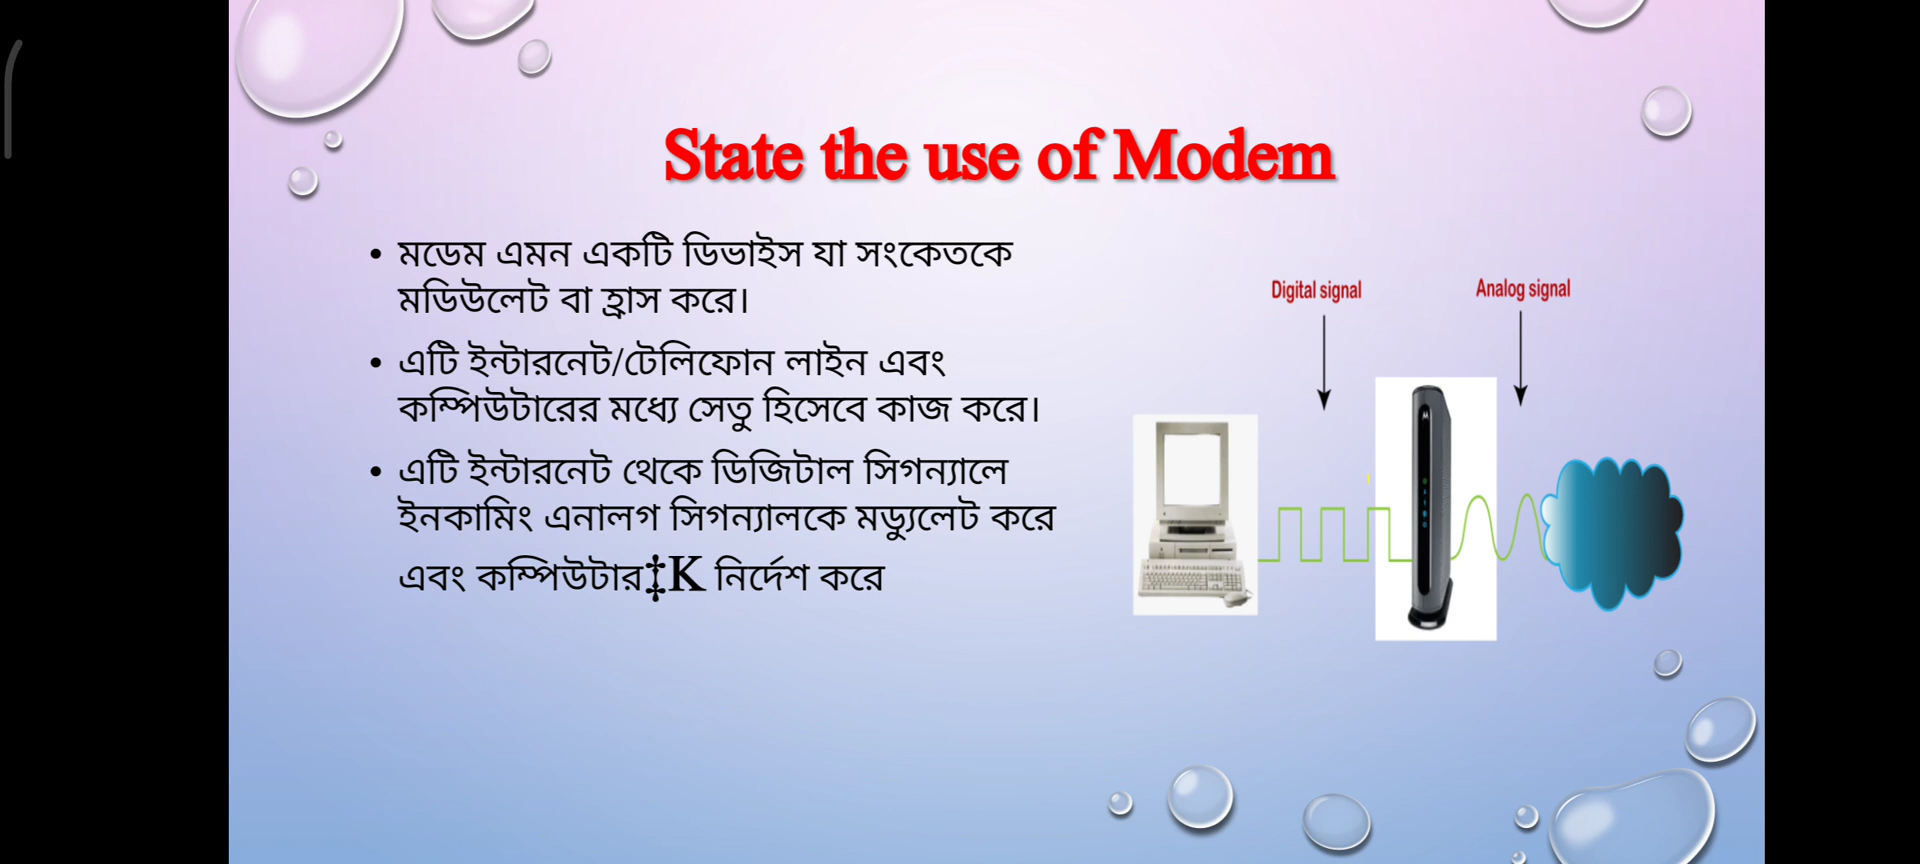 State the use of Modem
• মডেম এমন একটি ডিভাইস যা সংকেতকে
মডিউলেট বা হ্রাস করে।
• এটি ইন্টারনেট/টেলিফোন লাইন এবং
কম্পিউটারের মধ্যে সেতু হিসেবে কাজ করে।
• এটি ইন্টারনেট থেকে ডিজিটাল সিগন্যালে
ইনকামিং এনালগ সিগন্যালকে মড্যুলেট করে
এবং কম্পিউটার‡K নির্দেশ করে
Digital signal
Analog signal